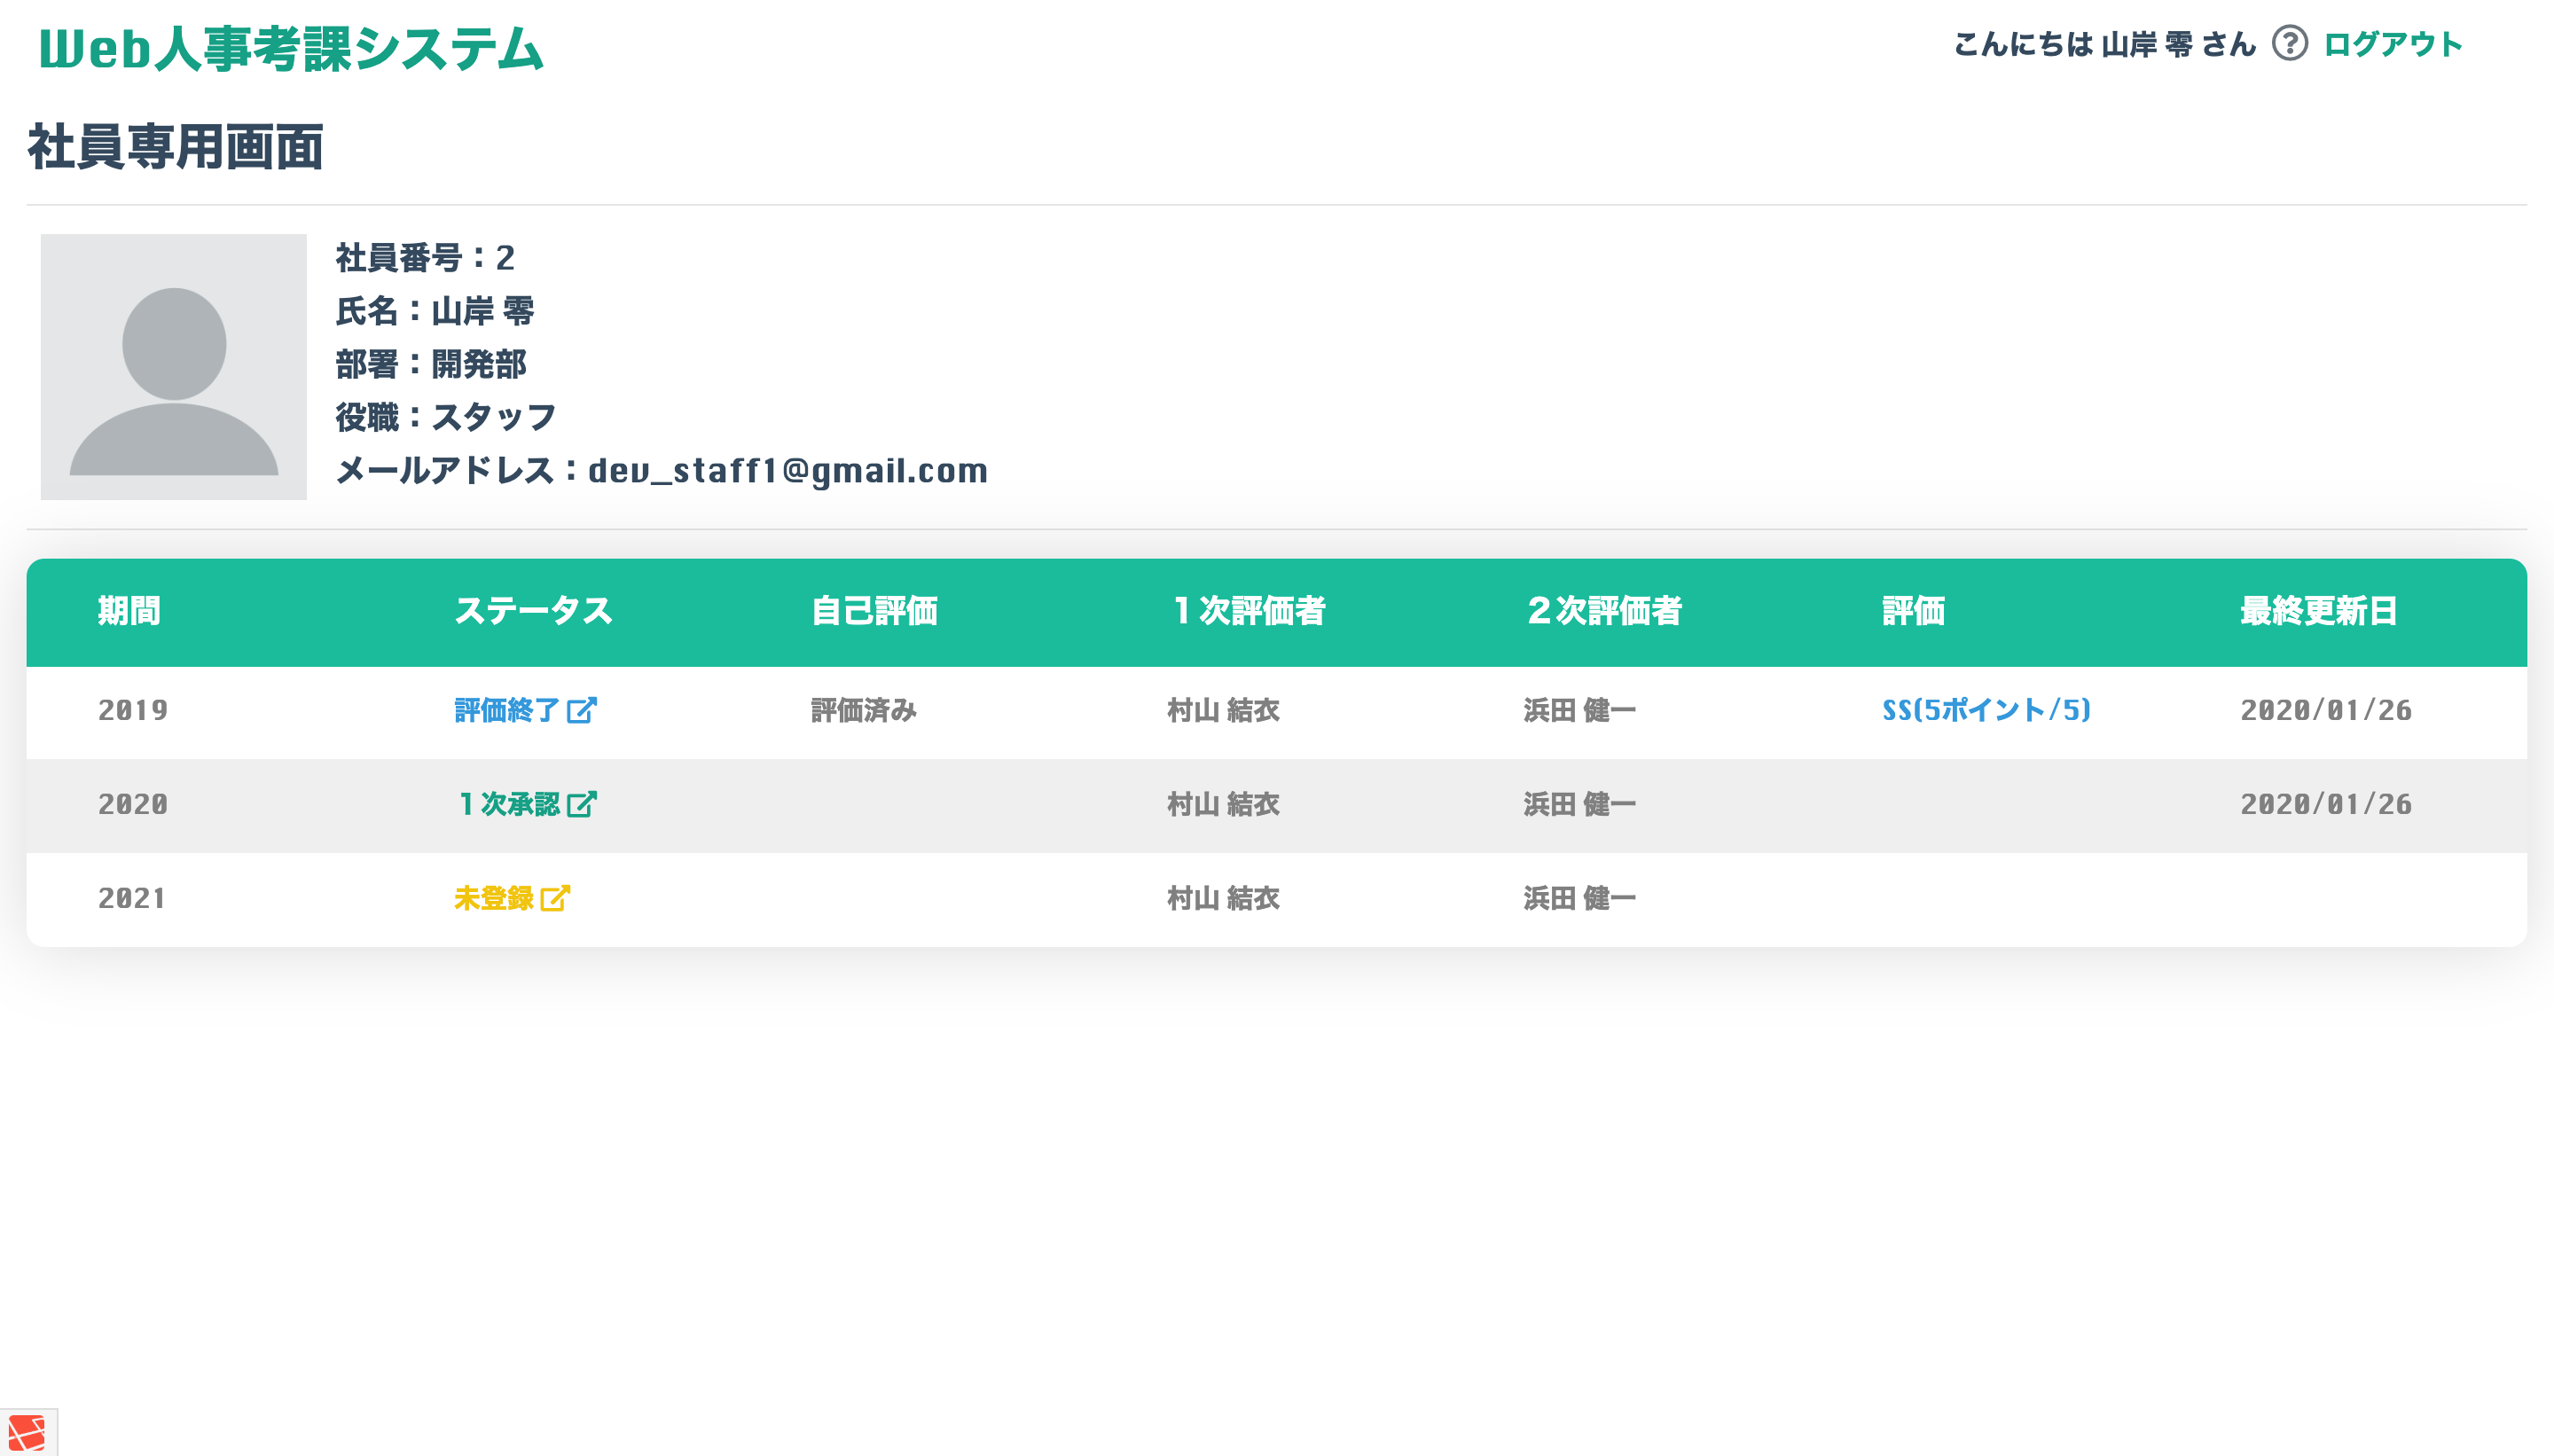 Web人事考課システム
こんにちは 山岸 零 さん ? ログアウト
社員専用画面
社員番号：2
氏名：山岸 零
部署：開発部
役職：スタッフ
メールアドレス：dev_staff1@gmail.com
期間 ステータス 自己評価 １次評価者 ２次評価者 評価 最終更新日
2019 評価終了 評価済み 村山 結衣 浜田 健一 SS(5ポイント/5) 2020/01/26
2020 １次承認 村山 結衣 浜田 健一 2020/01/26
2021 未登録 村山 結衣 浜田 健一